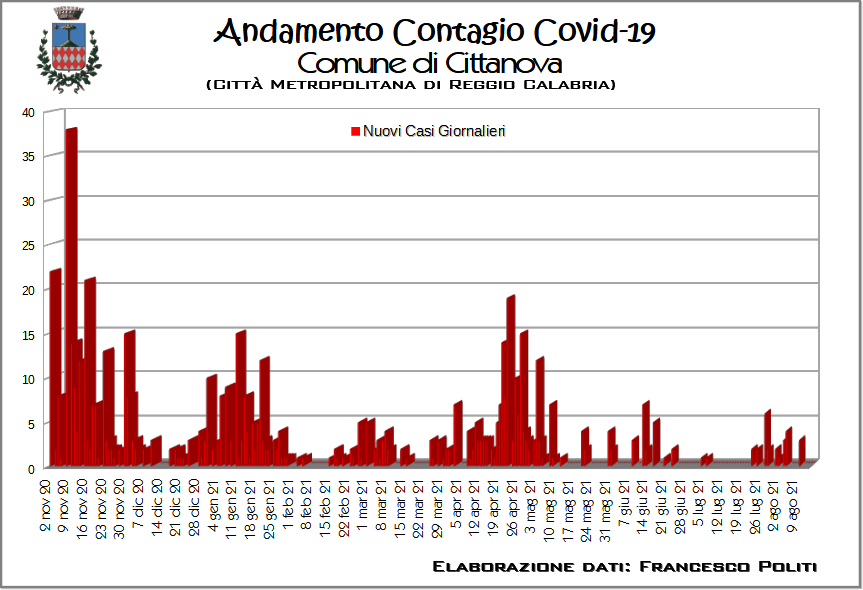 Andamento Contagio Covid-19
Comune di Cittanova
(Città Metropolitana di Reggio Calabria)
Nuovi Casi Giornalieri
40
35
30
25
20
15
10
5
0
2 nov 20
9 nov 20
16 nov 20
23 nov 20
30 nov 20
7 dic 20
14 dic 20
21 dic 20
28 dic 20
4 gen 21
11 gen 21
18 gen 21
25 gen 21
1 feb 21
8 feb 21
15 feb 21
22 feb 21
1 mar 21
8 mar 21
15 mar 21
22 mar 21
29 mar 21
5 apr 21
12 apr 21
19 apr 21
26 apr 21
3 mag 21
10 mag 21
17 mag 21
24 mag 21
31 mag 21
7 giu 21
14 giu 21
21 giu 21
28 giu 21
5 lug 21
12 lug 21
19 lug 21
26 lug 21
2 ago 21
9 ago 21
Elaborazione dati: Francesco Politi